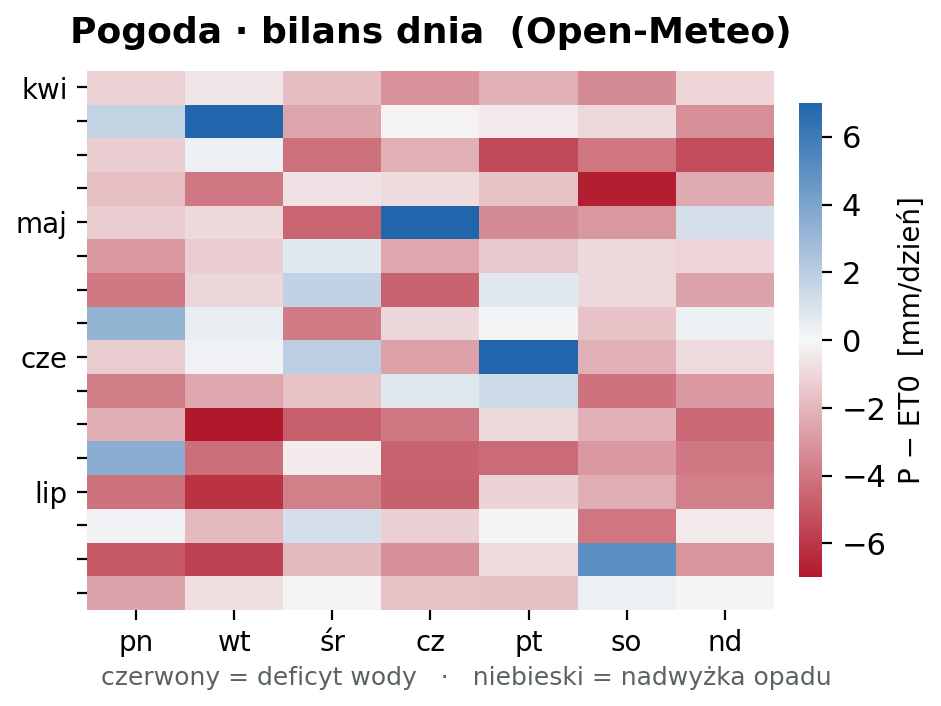 Pogoda · bilans dnia (Open-Meteo)
kwi
maj
cze
lip
pn wt śr cz pt so nd
6
4
2
0
−2
−4
−6
P − ET0 [mm/dzień]
czerwony = deficyt wody · niebieski = nadwyżka opadu